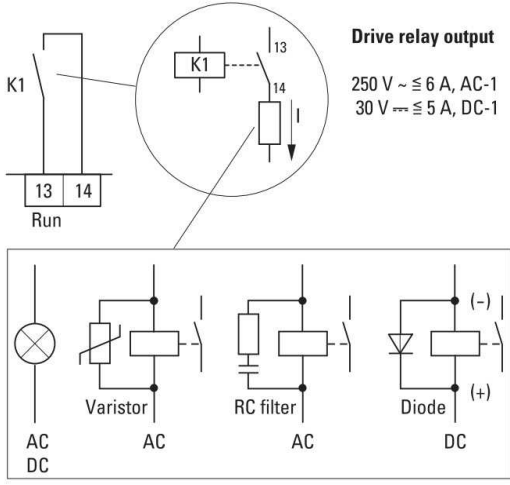 Drive relay output
250 V ~ ≦ 6 A, AC-1
30 V ⎓ ≦ 5 A, DC-1
K1
13
14
Run
K1
13
14
I
Varistor
RC filter
Diode
(–)
(+)
AC
DC
AC
AC
DC